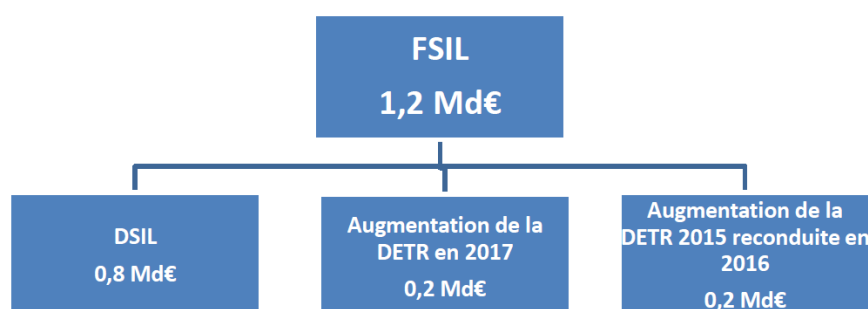 FSIL
1,2 Md€
DSIL
0,8 Md€
Augmentation de la
DETR en 2017
0,2 Md€
Augmentation de la
DETR 2015 reconduite en
2016
0,2 Md€